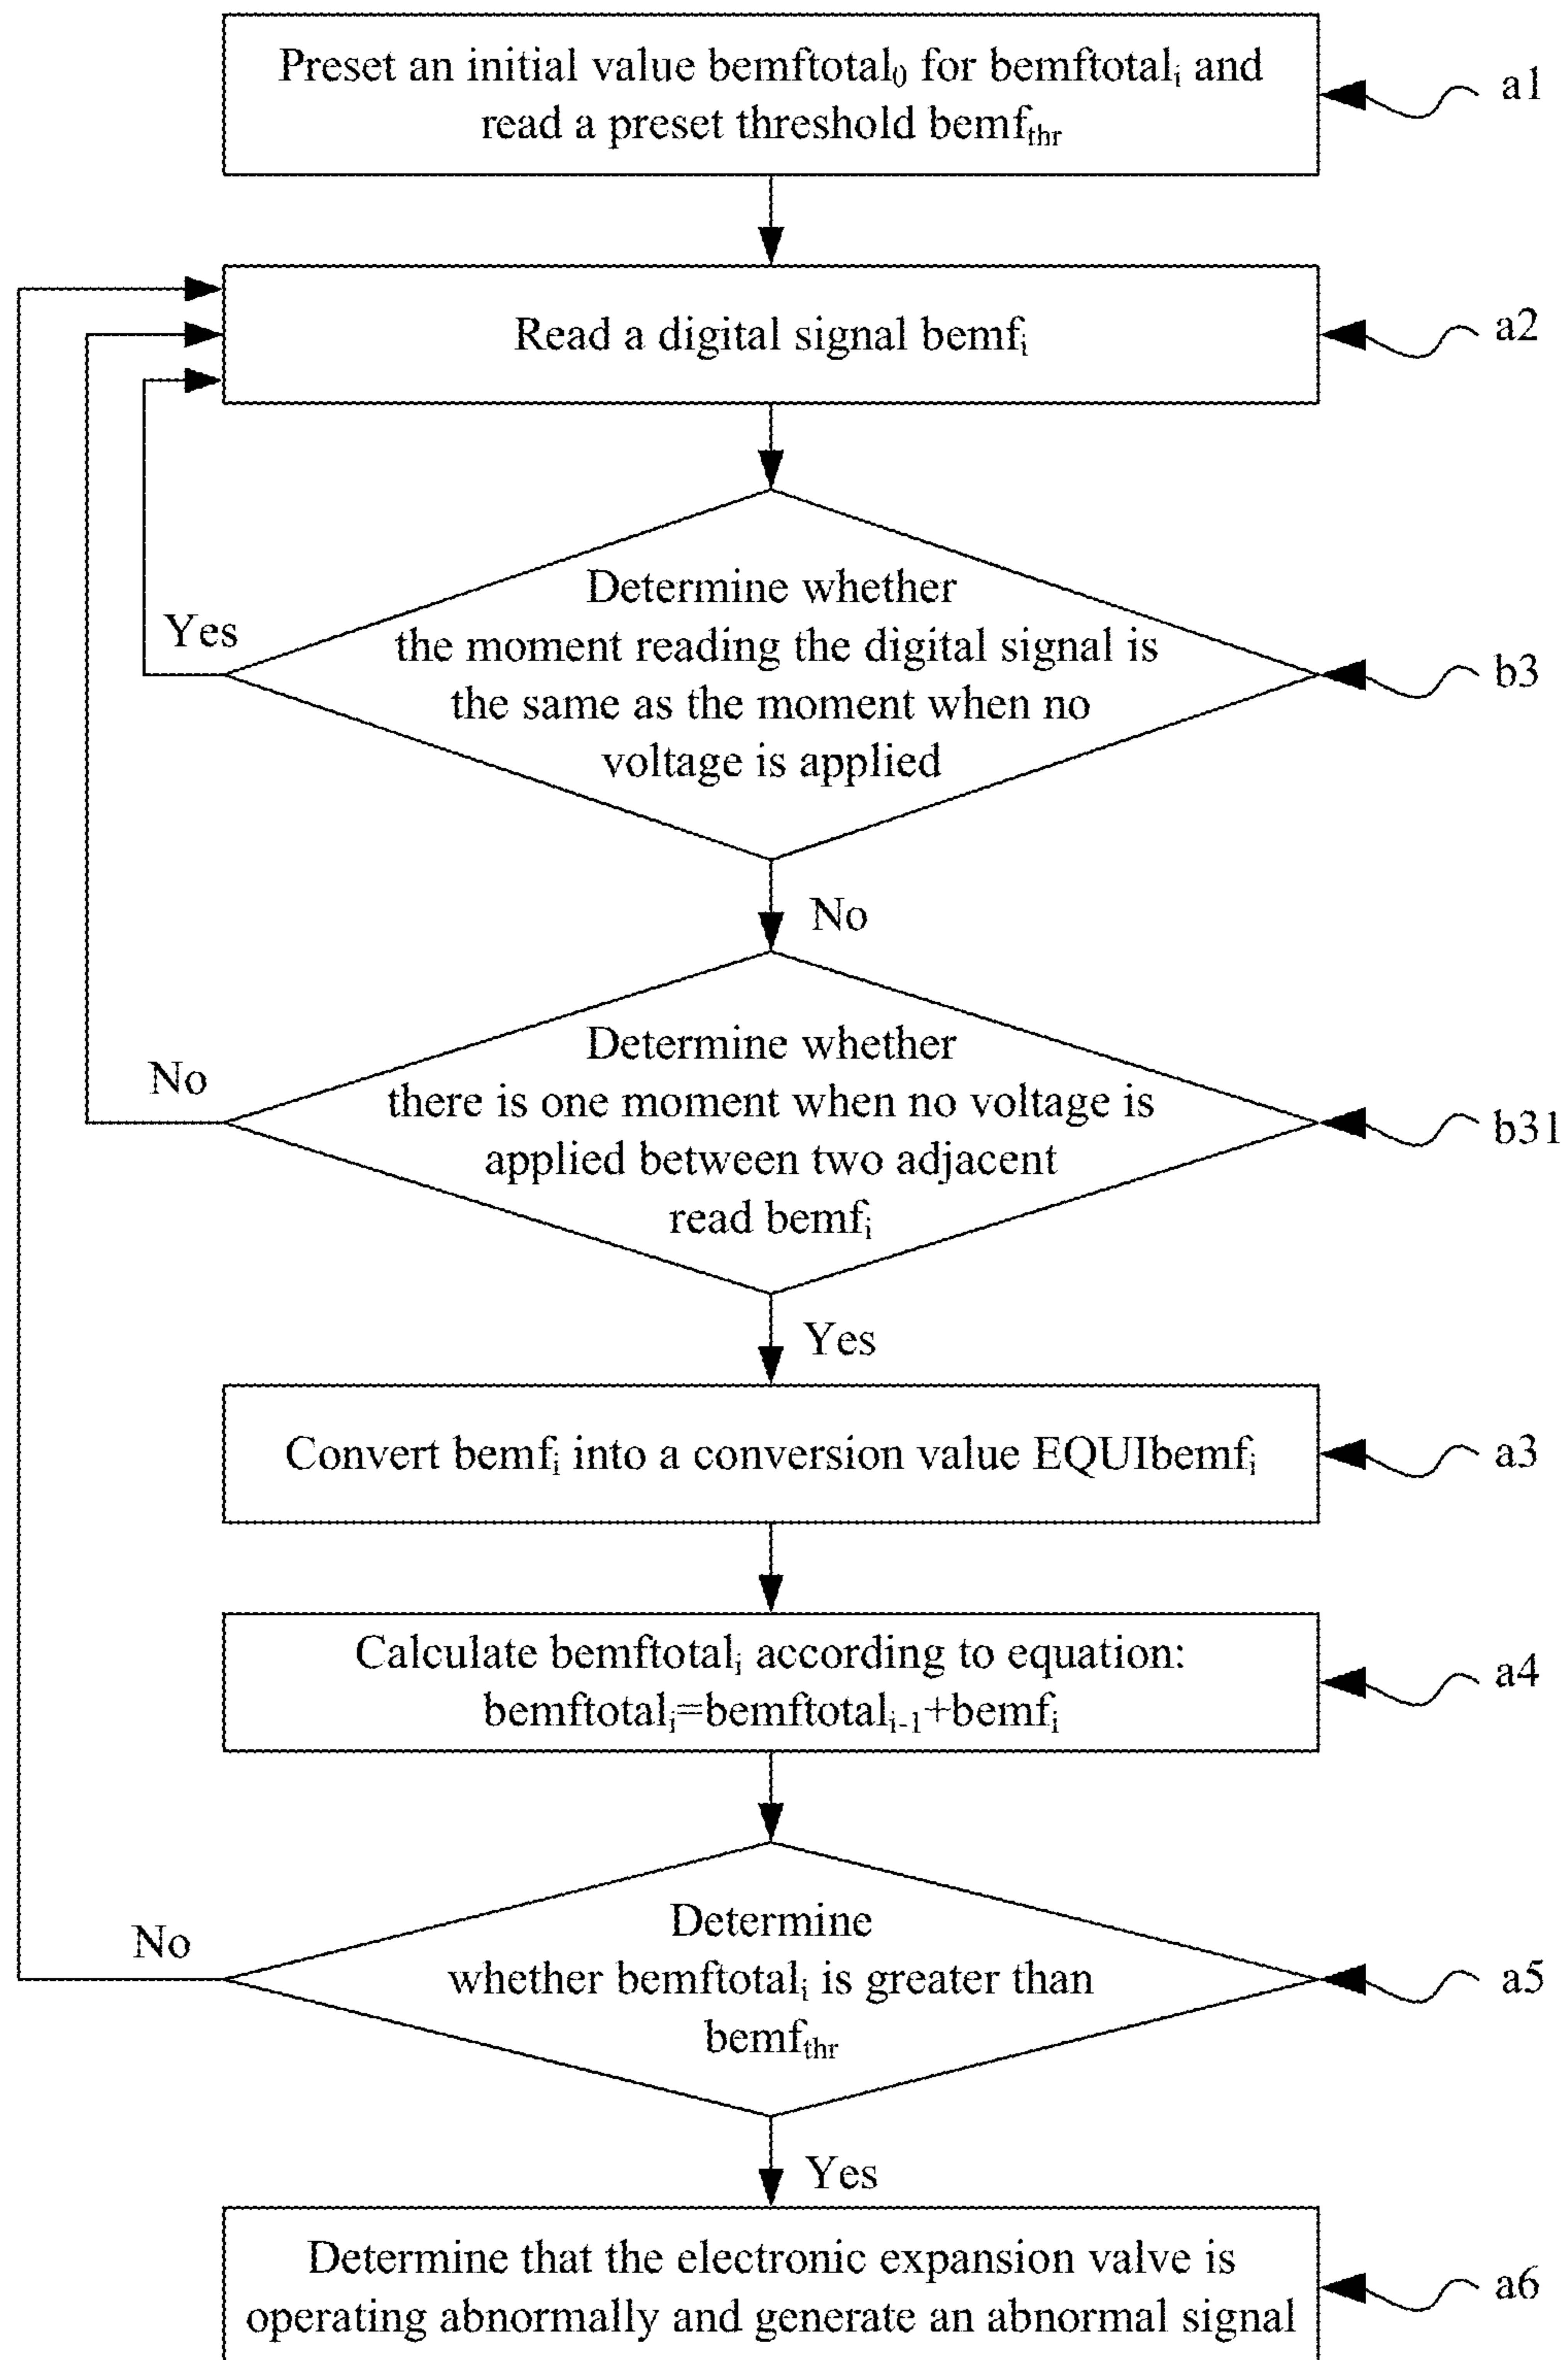 Preset an initial value bemftotal₀ for bemftotalᵢ and
read a preset threshold bemfₜₕᵣ
a1
Read a digital signal bemfᵢ
a2
Determine whether
the moment reading the digital signal is
the same as the moment when no
voltage is applied
Yes
b3
No
Determine whether
there is one moment when no voltage is
applied between two adjacent
read bemfᵢ
No
b31
Yes
Convert bemfᵢ into a conversion value EQUIbemfᵢ
a3
Calculate bemftotalᵢ according to equation:
bemftotalᵢ=bemftotalᵢ₋₁+bemfᵢ
a4
Determine
whether bemftotalᵢ is greater than
bemfₜₕᵣ
No
a5
Yes
Determine that the electronic expansion valve is
operating abnormally and generate an abnormal signal
a6